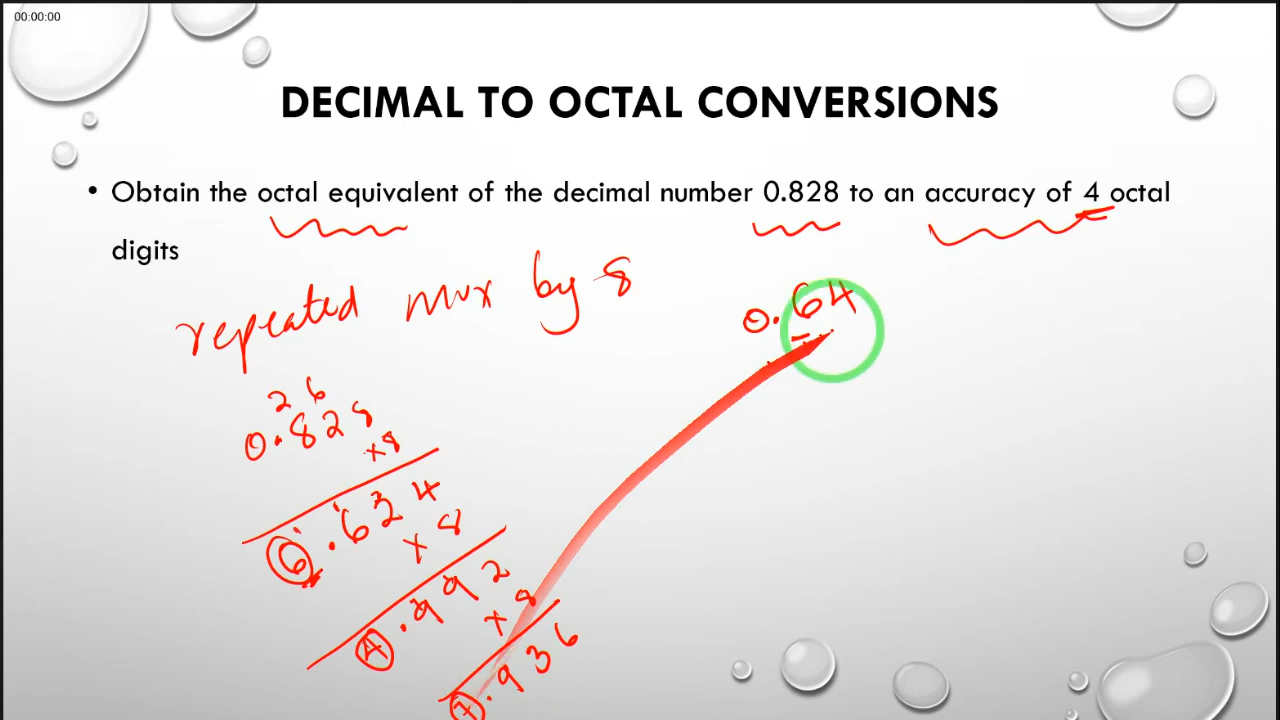 00:00:00
DECIMAL TO OCTAL CONVERSIONS
• Obtain the octal equivalent of the decimal number 0.828 to an accuracy of 4 octal
digits
repeated mux by 8
0.64
2 6
0.828
×8
6.624
×8
4.992
×8
7.936